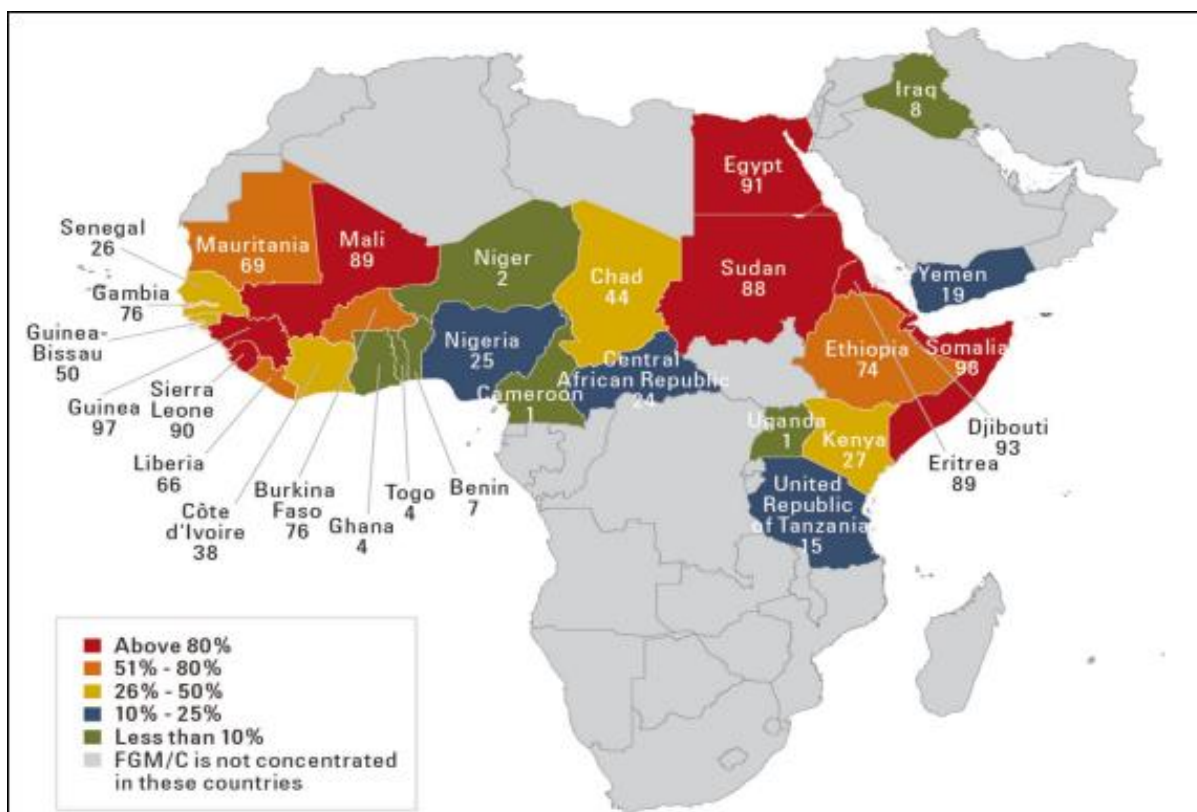 Iraq
8
Egypt
91
Senegal
26
Mauritania
69
Mali
89
Niger
2
Chad
44
Sudan
88
Yemen
19
Gambia
76
Guinea-
Bissau
50
Nigeria
25
Central
African Republic
24
Ethiopia
74
Somalia
98
Cameroon
1
Guinea
97
Sierra
Leone
90
Uganda
1
Kenya
27
Djibouti
93
Eritrea
89
Liberia
66
Côte
d'Ivoire
38
Burkina
Faso
76
Ghana
4
Togo
4
Benin
7
United
Republic
of Tanzania
15
Above 80%
51% - 80%
26% - 50%
10% - 25%
Less than 10%
FGM/C is not concentrated
in these countries